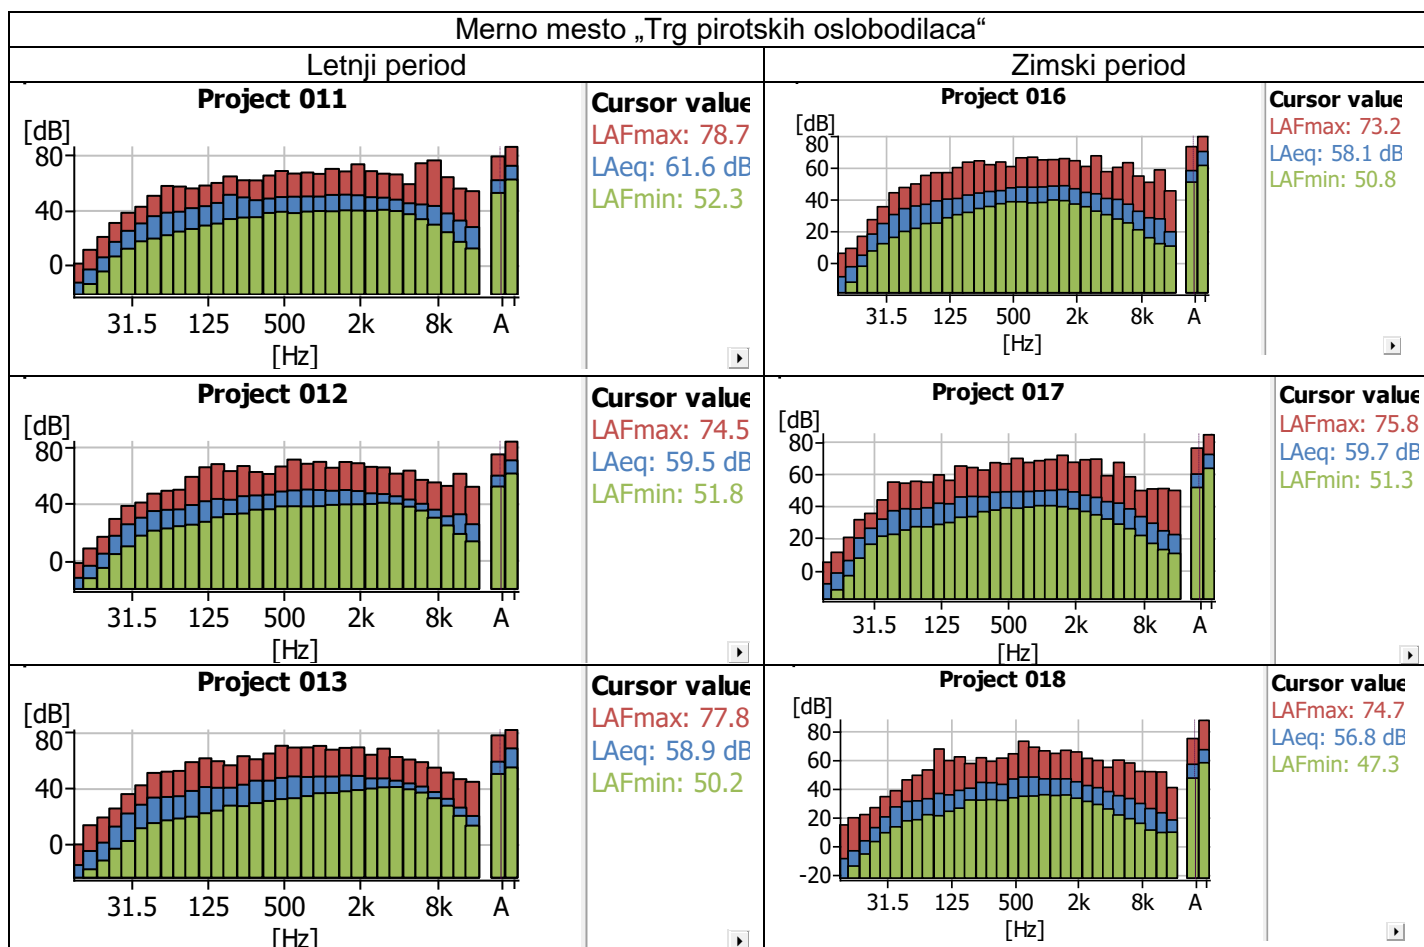 Merno mesto „Trg pirotskih oslobodilaca“
Letnji period
Zimski period
Project 011
[dB]
80
40
0
31.5 125 500 2k 8k A
[Hz]
Cursor value
LAFmax: 78.7
LAeq: 61.6 dB
LAFmin: 52.3
Project 016
[dB]
80
60
40
20
0
31.5 125 500 2k 8k A
[Hz]
Cursor value
LAFmax: 73.2
LAeq: 58.1 dB
LAFmin: 50.8
Project 012
[dB]
80
40
0
31.5 125 500 2k 8k A
[Hz]
Cursor value
LAFmax: 74.5
LAeq: 59.5 dB
LAFmin: 51.8
Project 017
[dB]
80
60
40
20
0
31.5 125 500 2k 8k A
[Hz]
Cursor value
LAFmax: 75.8
LAeq: 59.7 dB
LAFmin: 51.3
Project 013
[dB]
80
40
0
31.5 125 500 2k 8k A
[Hz]
Cursor value
LAFmax: 77.8
LAeq: 58.9 dB
LAFmin: 50.2
Project 018
[dB]
80
60
40
20
0
-20
31.5 125 500 2k 8k A
[Hz]
Cursor value
LAFmax: 74.7
LAeq: 56.8 dB
LAFmin: 47.3